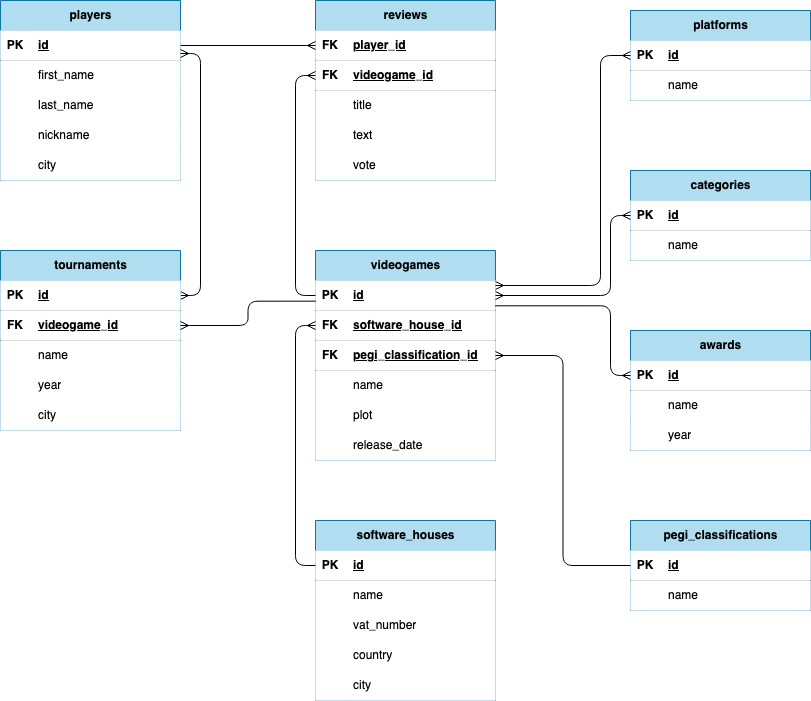 players
PK id
first_name
last_name
nickname
city
reviews
FK player_id
FK videogame_id
title
text
vote
platforms
PK id
name
categories
PK id
name
tournaments
PK id
FK videogame_id
name
year
city
videogames
PK id
FK software_house_id
FK pegi_classification_id
name
plot
release_date
awards
PK id
name
year
software_houses
PK id
name
vat_number
country
city
pegi_classifications
PK id
name